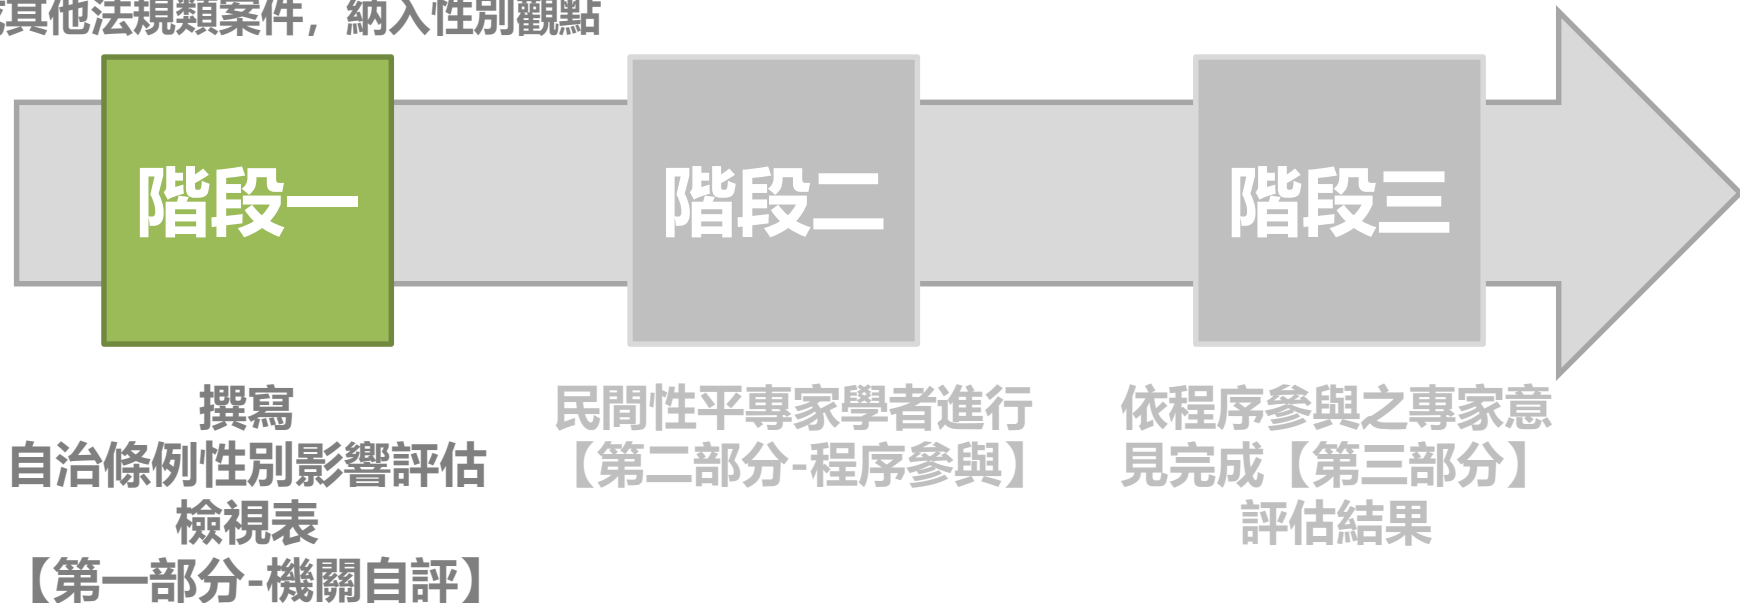 其他法規類案件，納入性別觀點
階段一
階段二
階段三
撰寫
自治條例性別影響評估
檢視表
【第一部分-機關自評】
民間性平專家學者進行
【第二部分-程序參與】
依程序參與之專家意
見完成【第三部分】
評估結果